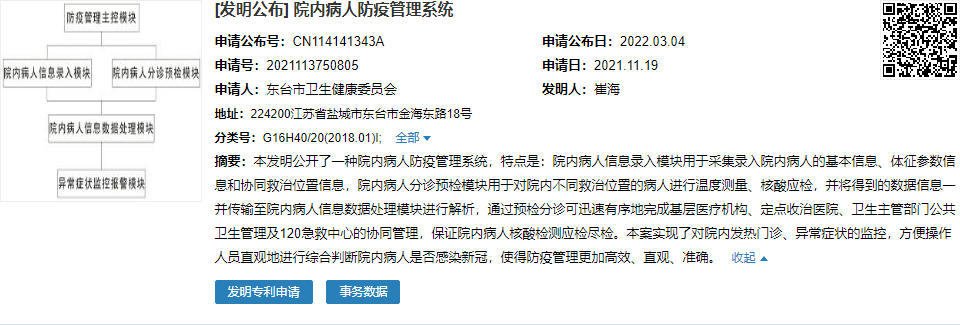 防疫管理主控模块
院内病人信息录入模块
院内病人分诊预检模块
院内病人信息数据处理模块
异常症状监控报警模块
[发明公布] 院内病人防疫管理系统
申请公布号：CN114141343A
申请公布日：2022.03.04
申请号：2021113750805
申请日：2021.11.19
申请人：东台市卫生健康委员会
发明人：崔海
地址：224200江苏省盐城市东台市金海东路18号
分类号：G16H40/20(2018.01)I; 全部
摘要：本发明公开了一种院内病人防疫管理系统，特点是：院内病人信息录入模块用于采集录入院内病人的基本信息、体征参数信
息和协同救治位置信息，院内病人分诊预检模块用于对院内不同救治位置的病人进行温度测量、核酸应检，并将得到的数据信息一
并传输至院内病人信息数据处理模块进行解析，通过预检分诊可迅速有序地完成基层医疗机构、定点收治医院、卫生主管部门公共
卫生管理及120急救中心的协同管理，保证院内病人核酸检测应检尽检。本案实现了对院内发热门诊、异常症状的监控，方便操作
人员直观地进行综合判断院内病人是否感染新冠，使得防疫管理更加高效、直观、准确。 收起
发明专利申请
事务数据